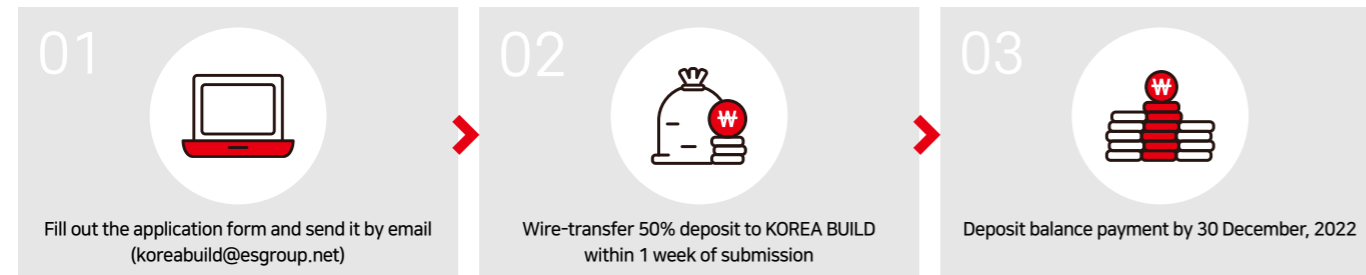 01
Fill out the application form and send it by email
(koreabuild@esgroup.net)
02
₩
Wire-transfer 50% deposit to KOREA BUILD
within 1 week of submission
03
₩
Deposit balance payment by 30 December, 2022